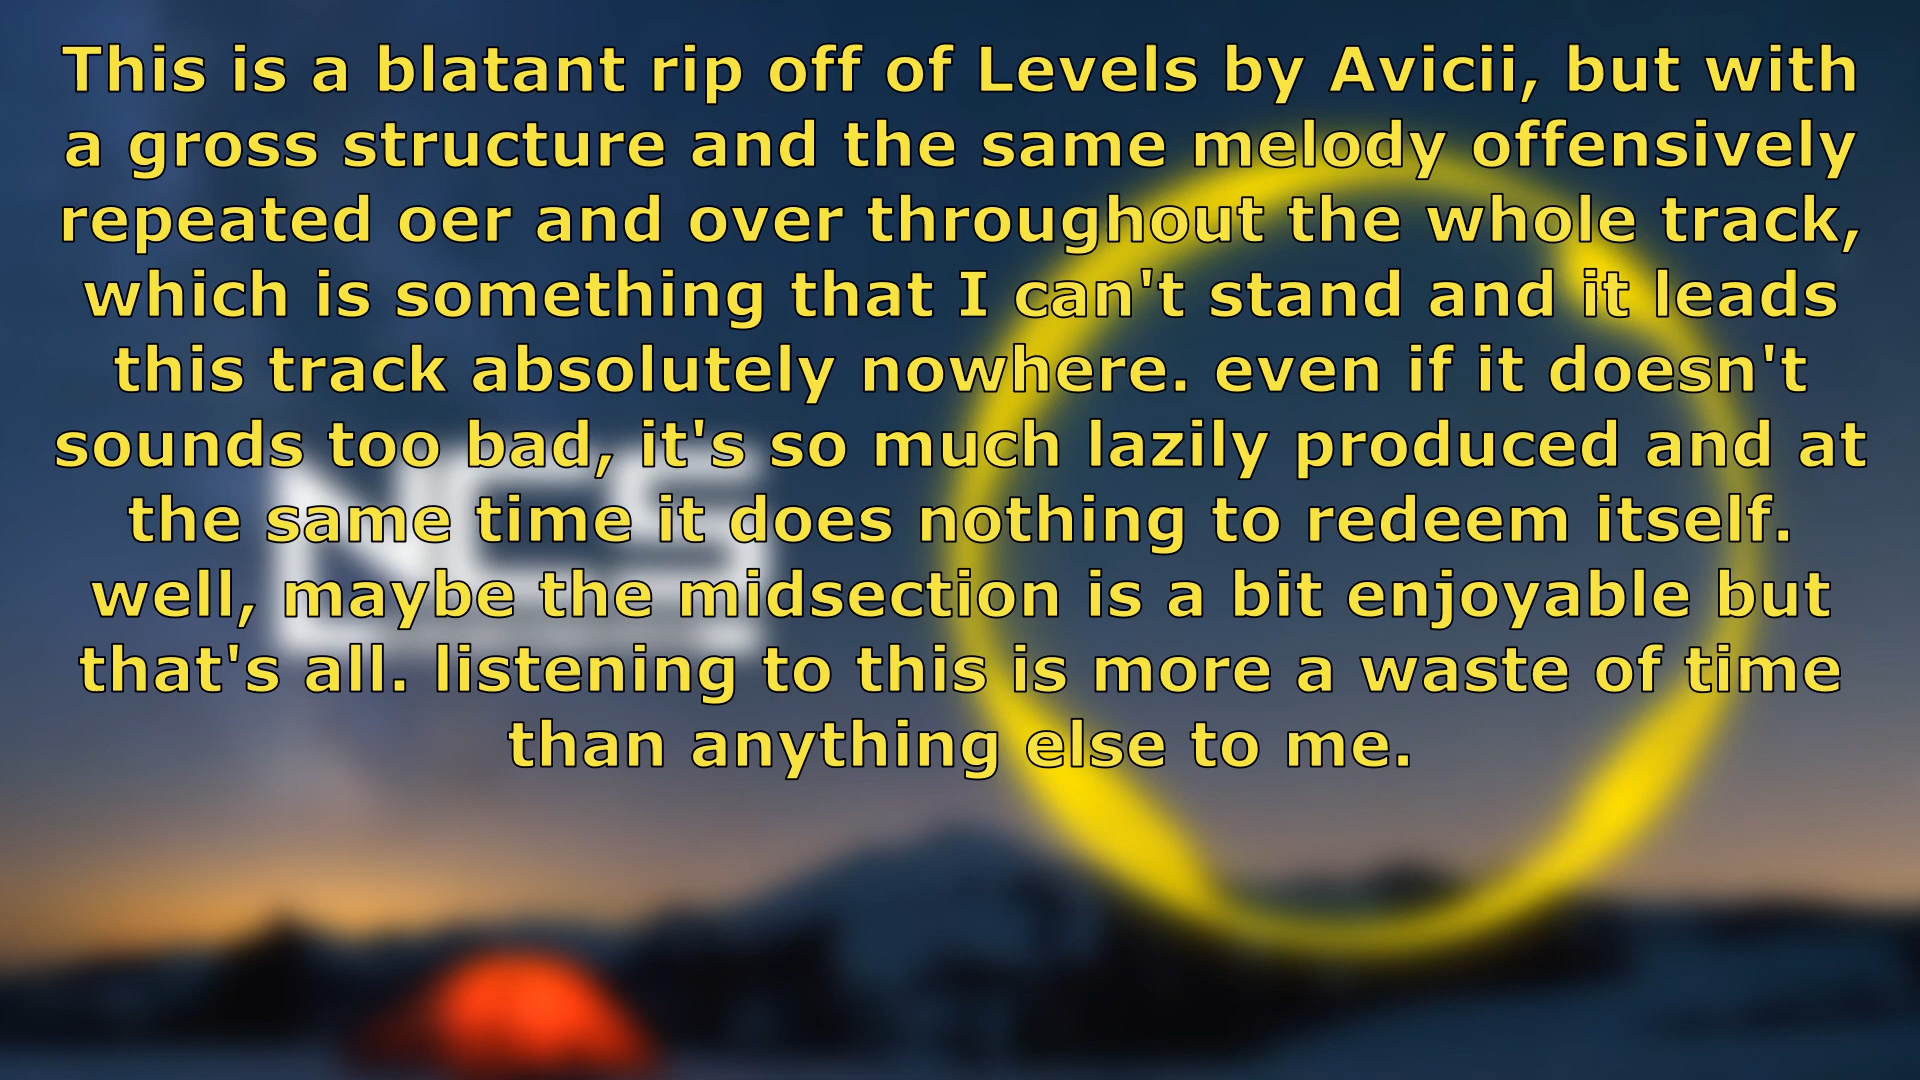 This is a blatant rip off of Levels by Avicii, but with
a gross structure and the same melody offensively
repeated oer and over throughout the whole track,
which is something that I can't stand and it leads
this track absolutely nowhere. even if it doesn't
sounds too bad, it's so much lazily produced and at
the same time it does nothing to redeem itself.
well, maybe the midsection is a bit enjoyable but
that's all. listening to this is more a waste of time
than anything else to me.
NCS